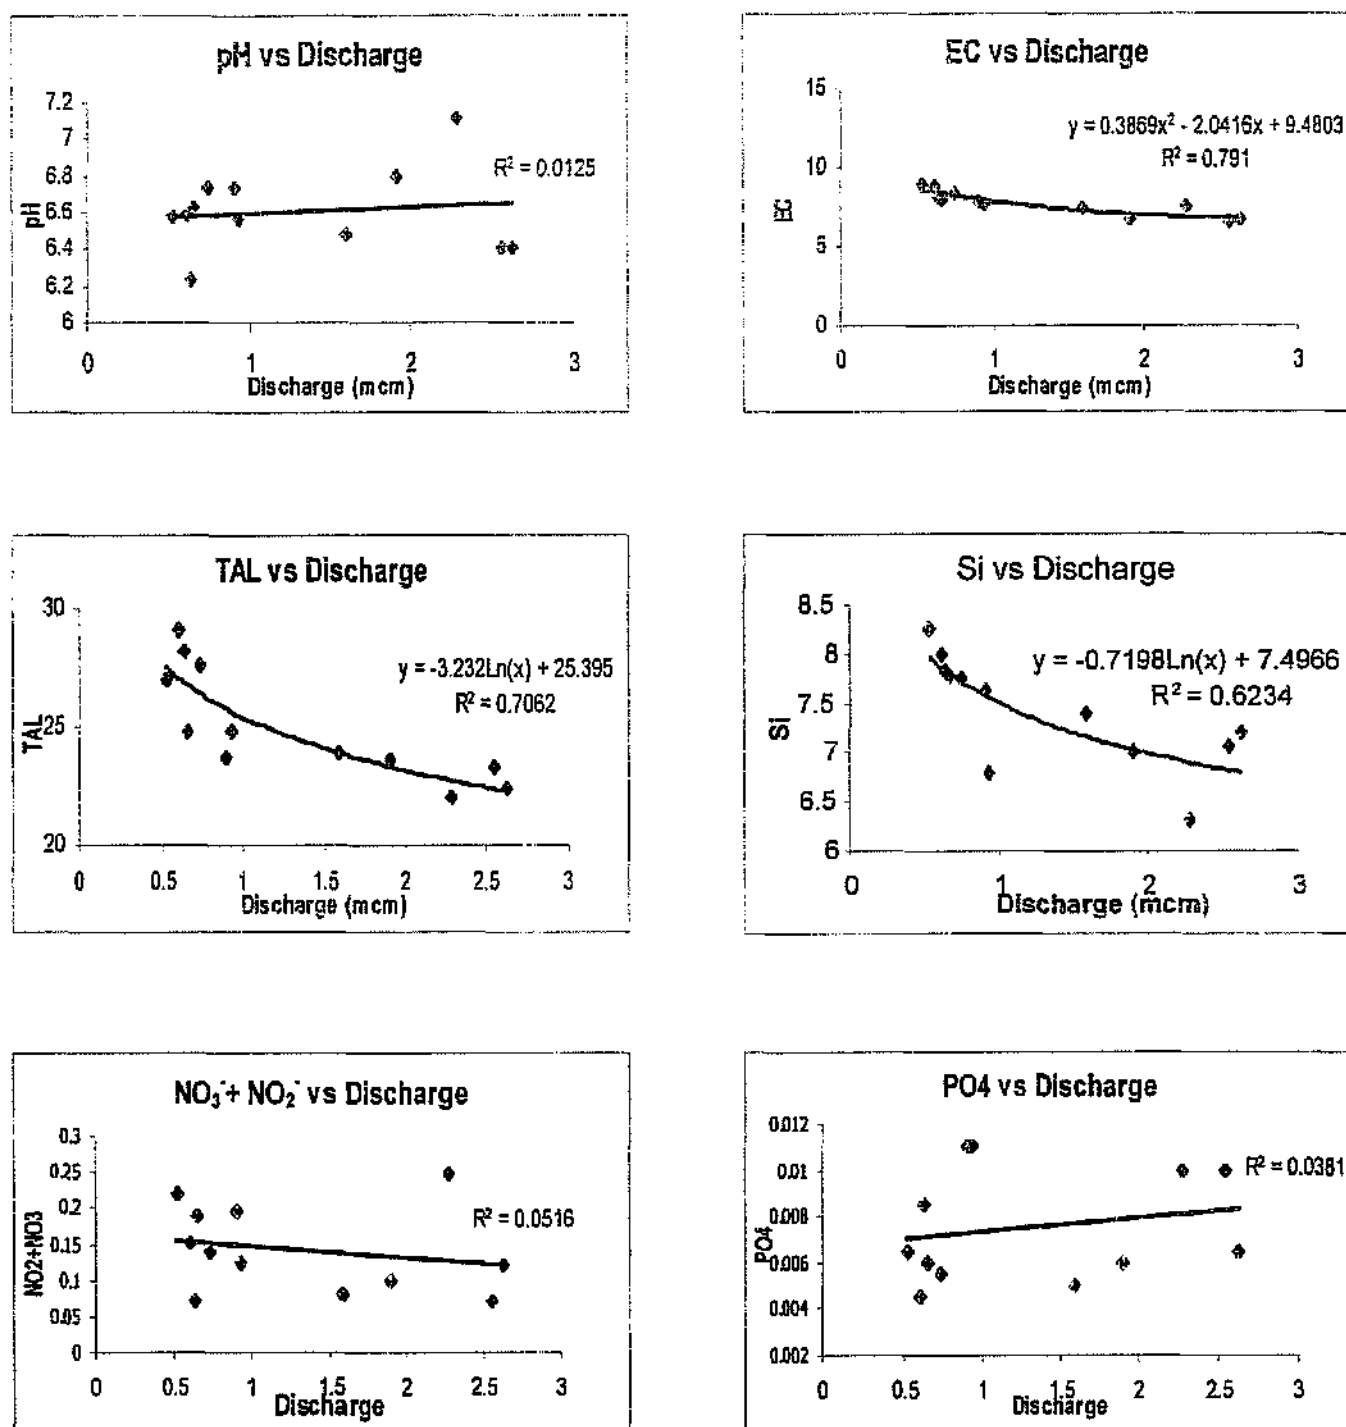 pH vs Discharge
7.2
7
6.8
6.6
6.4
6.2
6
pH
R² = 0.0125
0 1 2 3
Discharge (mcm)
EC vs Discharge
15
10
5
0
EC
y = 0.3869x² - 2.0416x + 9.4803
R² = 0.791
0 1 2 3
Discharge (mcm)
TAL vs Discharge
30
25
20
TAL
y = -3.232Ln(x) + 25.395
R² = 0.7062
0 0.5 1 1.5 2 2.5 3
Discharge (mcm)
Si vs Discharge
8.5
8
7.5
7
6.5
6
Si
y = -0.7198Ln(x) + 7.4966
R² = 0.6234
0 1 2 3
Discharge (mcm)
NO₃⁻+ NO₂⁻ vs Discharge
0.3
0.25
0.2
0.15
0.1
0.05
0
NO2+NO3
R² = 0.0516
0 0.5 1 1.5 2 2.5 3
Discharge
PO4 vs Discharge
0.012
0.01
0.008
0.006
0.004
0.002
PO4
R² = 0.0381
0 0.5 1 1.5 2 2.5 3
Discharge